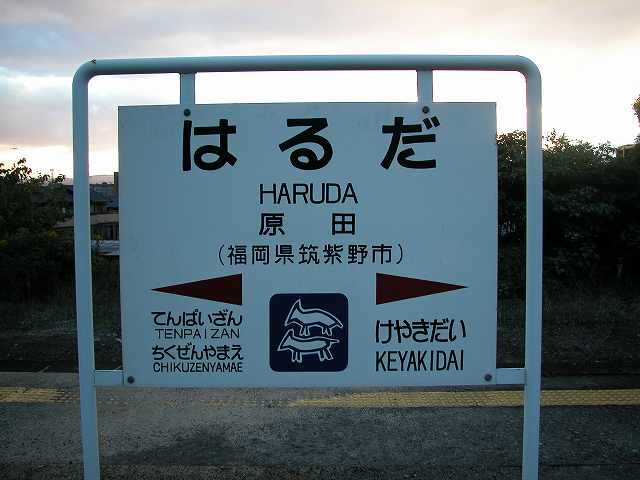 はるだ
HARUDA
原田
(福岡県筑紫野市)
てんぱいざん
TENPAIZAN
ちくぜんやまえ
CHIKUZENYAMAE
けやきだい
KEYAKIDAI